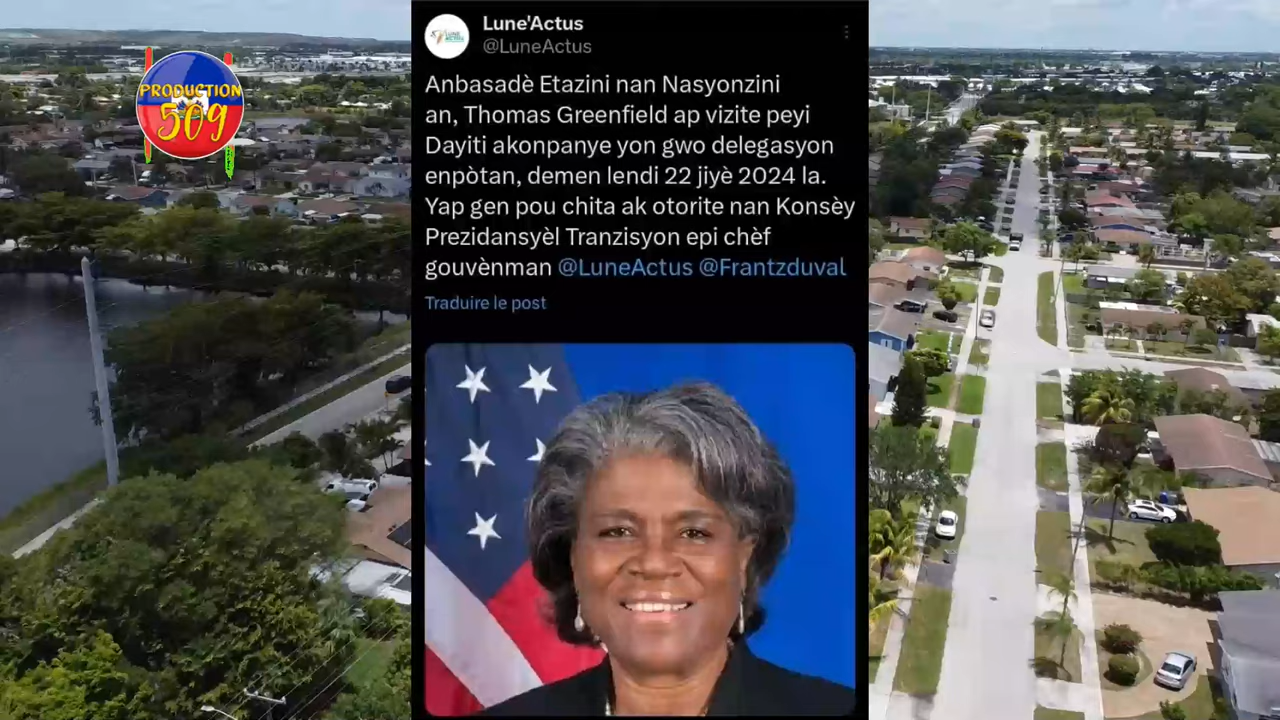 PRODUCTION
509
Lune'Actus
@LuneActus
Anbasadè Etazini nan Nasyonzini
an, Thomas Greenfield ap vizite peyi
Dayiti akonpanye yon gwo delegasyon
enpòtan, demen lendi 22 jiyè 2024 la.
Yap gen pou chita ak otorite nan Konsèy
Prezidansyèl Tranzisyon epi chèf
gouvènman @LuneActus @Frantzduval
Traduire le post